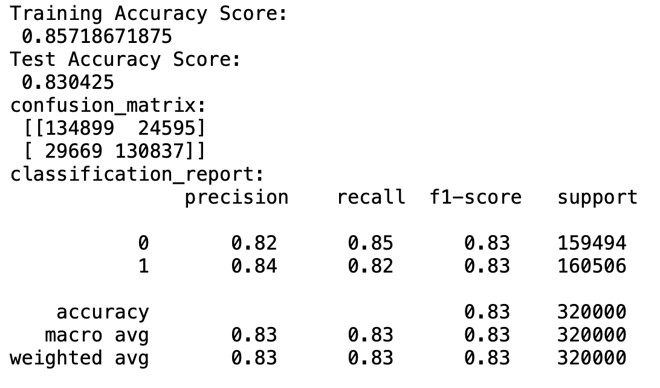 Training Accuracy Score:
0.85718671875
Test Accuracy Score:
0.830425
confusion_matrix:
[[134899 24595]
[ 29669 130837]]
classification_report:
precision recall f1-score support
0 0.82 0.85 0.83 159494
1 0.84 0.82 0.83 160506
accuracy 0.83 320000
macro avg 0.83 0.83 0.83 320000
weighted avg 0.83 0.83 0.83 320000